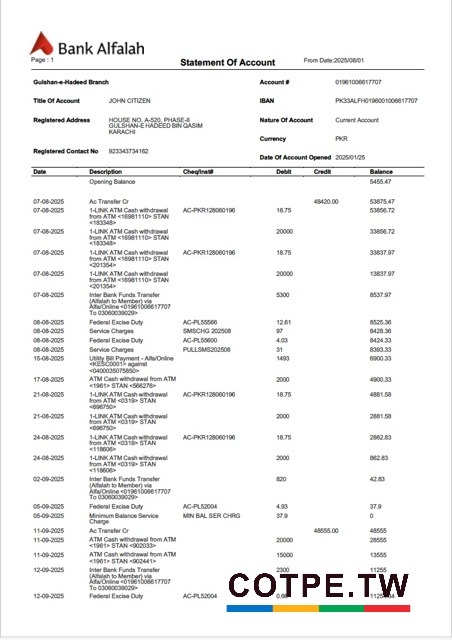 Bank Alfalah
Page : 1
Statement Of Account
From Date:2025/08/01
Gulshan-e-Hadeed Branch
Account #
01961006617707
Title Of Account
JOHN CITIZEN
IBAN
PK33ALFH0196001006617707
Registered Address
HOUSE NO. A-520, PHASE-II
GULSHAN-E HADEED BIN QASIM
KARACHI
Nature Of Account
Current Account
Currency
PKR
Registered Contact No
923343734162
Date Of Account Opened
2025/01/25
Date Description Cheq/Inst# Debit Credit Balance
Opening Balance 5455.47
07-08-2025 Ac Transfer Cr 48420.00 53875.47
07-08-2025 1-LINK ATM Cash withdrawal AC-PKR128060196 18.75 53856.72
from ATM <16981110> STAN
<183348>
07-08-2025 1-LINK ATM Cash withdrawal 20000 33856.72
from ATM <16981110> STAN
<183348>
07-08-2025 1-LINK ATM Cash withdrawal AC-PKR128060196 18.75 33837.97
from ATM <16981110> STAN
<201354>
07-08-2025 1-LINK ATM Cash withdrawal 20000 13837.97
from ATM <16981110> STAN
<201354>
07-08-2025 Inter Bank Funds Transfer 5300 8537.97
(Alfalah to Member) via
Alfa/Online <01961006617707
To 03060039029>
08-08-2025 Federal Excise Duty AC-PL55566 12.61 8525.36
08-08-2025 Service Charges SMSCHG 202508 97 8428.36
08-08-2025 Federal Excise Duty AC-PL55600 4.03 8424.33
08-08-2025 Service Charges PULLSMS202508 31 8393.33
15-08-2025 Utility Bill Payment - Alfa/Online 1493 6900.33
<KESC0001> against
<0400035075850>
17-08-2025 ATM Cash withdrawal from ATM 2000 4900.33
<1961> STAN <566276>
21-08-2025 1-LINK ATM Cash withdrawal AC-PKR128060196 18.75 4881.58
from ATM <0319> STAN
<696750>
21-08-2025 1-LINK ATM Cash withdrawal 2000 2881.58
from ATM <0319> STAN
<696750>
24-08-2025 1-LINK ATM Cash withdrawal AC-PKR128060196 18.75 2862.83
from ATM <0319> STAN
<118606>
24-08-2025 1-LINK ATM Cash withdrawal 2000 862.83
from ATM <0319> STAN
<118606>
02-09-2025 Inter Bank Funds Transfer 820 42.83
(Alfalah to Member) via
Alfa/Online <01961006617707
To 03060039029>
05-09-2025 Federal Excise Duty AC-PL52004 4.93 37.9
05-09-2025 Minimum Balance Service MIN BAL SER CHRG 37.9 0
Charge
11-09-2025 Ac Transfer Cr 48555.00 48555
11-09-2025 ATM Cash withdrawal from ATM 20000 28555
<1961> STAN <902033>
11-09-2025 ATM Cash withdrawal from ATM 15000 13555
<1961> STAN <902441>
12-09-2025 Inter Bank Funds Transfer 2300 11255
(Alfalah to Member) via
Alfa/Online <01961006617707
To 03060039029>
12-09-2025 Federal Excise Duty AC-PL52004
COTPE.TW